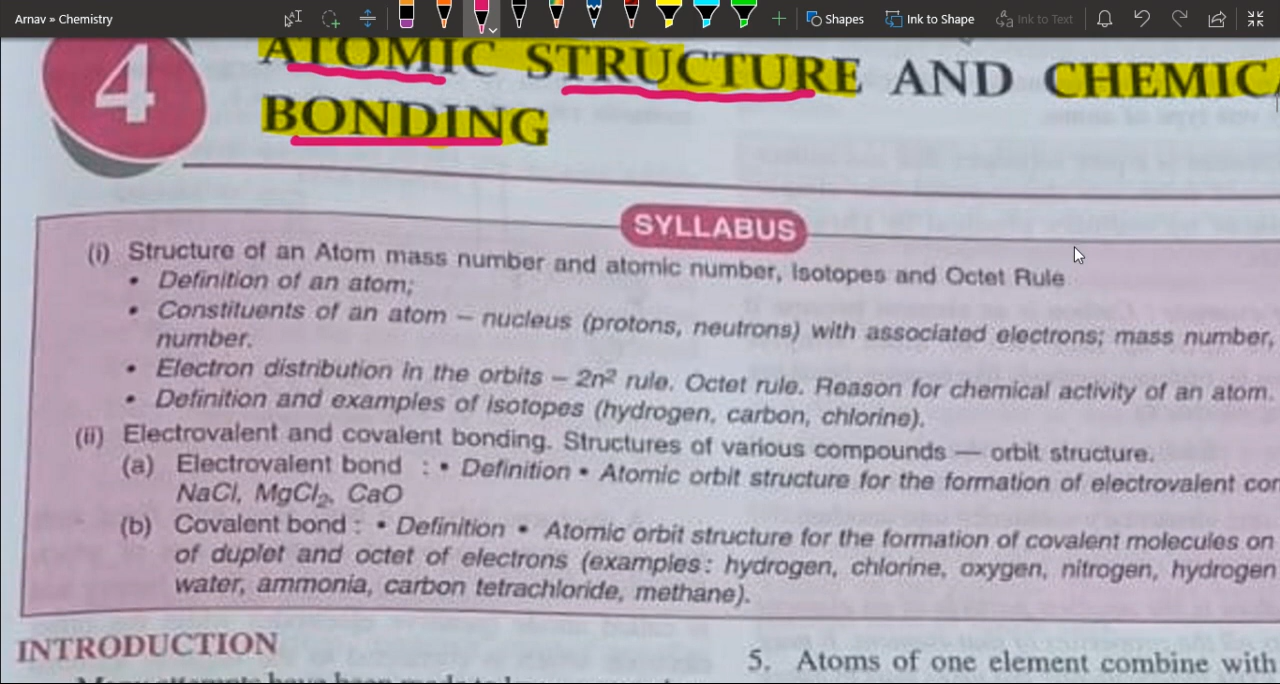 Arnav » Chemistry
Shapes
Ink to Shape
Ink to Text
4
ATOMIC STRUCTURE AND CHEMIC
BONDING
SYLLABUS
(i) Structure of an Atom mass number and atomic number, Isotopes and Octet Rule
• Definition of an atom;
• Constituents of an atom – nucleus (protons, neutrons) with associated electrons; mass number,
number.
• Electron distribution in the orbits – 2n² rule. Octet rule. Reason for chemical activity of an atom.
• Definition and examples of isotopes (hydrogen, carbon, chlorine).
(ii) Electrovalent and covalent bonding. Structures of various compounds — orbit structure.
(a) Electrovalent bond : • Definition • Atomic orbit structure for the formation of electrovalent cor
NaCl, MgCl₂, CaO
(b) Covalent bond : • Definition • Atomic orbit structure for the formation of covalent molecules on
of duplet and octet of electrons (examples: hydrogen, chlorine, oxygen, nitrogen, hydrogen
water, ammonia, carbon tetrachloride, methane).
INTRODUCTION
5. Atoms of one element combine with